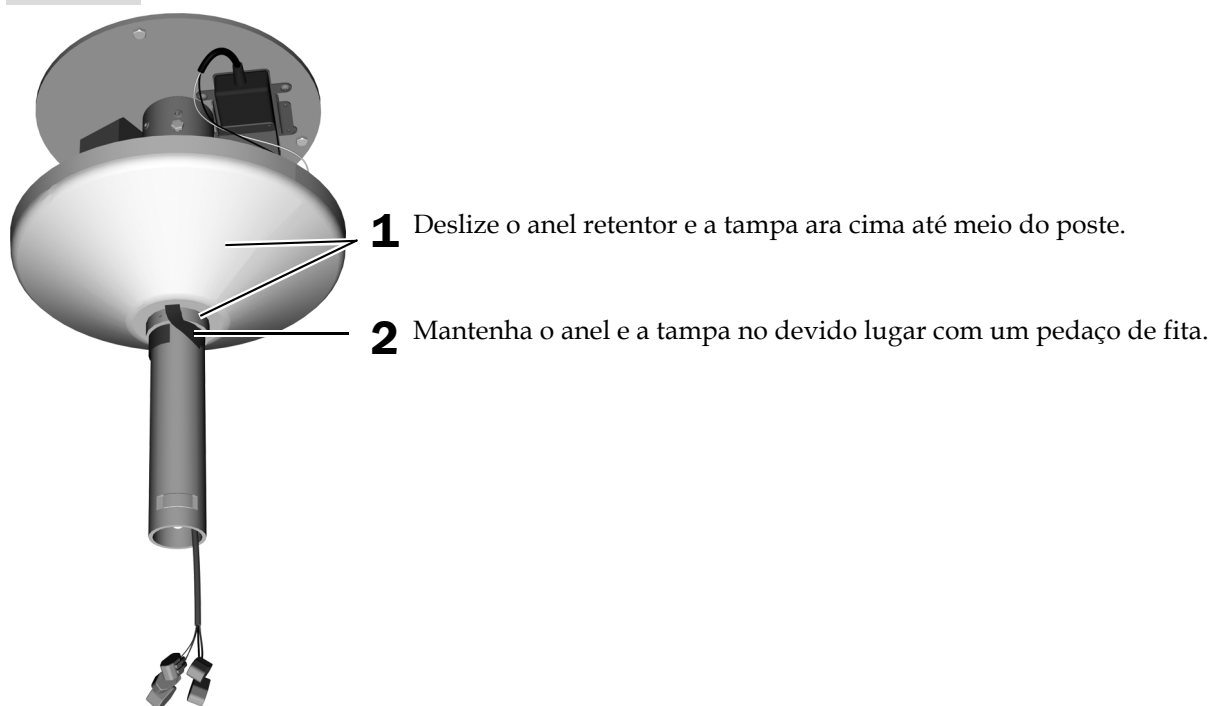 1 Deslize o anel retentor e a tampa ara cima até meio do poste.
2 Mantenha o anel e a tampa no devido lugar com um pedaço de fita.